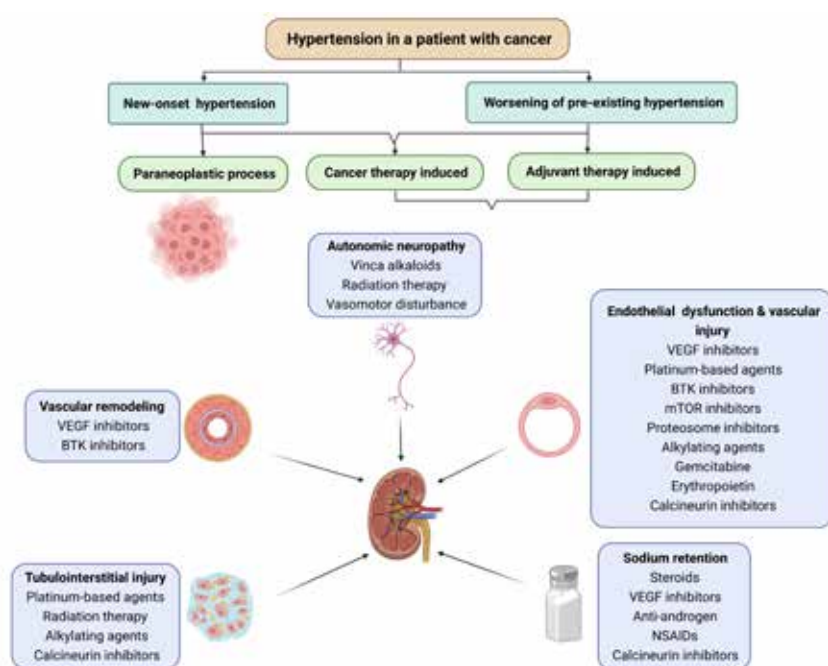 Hypertension in a patient with cancer
New-onset hypertension
Worsening of pre-existing hypertension
Paraneoplastic process
Cancer therapy induced
Adjuvant therapy induced
Autonomic neuropathy
Vinca alkaloids
Radiation therapy
Vasomotor disturbance
Endothelial dysfunction & vascular
injury
VEGF inhibitors
Platinum-based agents
BTK inhibitors
mTOR inhibitors
Proteosome inhibitors
Alkylating agents
Gemcitabine
Erythropoietin
Calcineurin inhibitors
Vascular remodeling
VEGF inhibitors
BTK inhibitors
Tubulointerstitial injury
Platinum-based agents
Radiation therapy
Alkylating agents
Calcineurin inhibitors
Sodium retention
Steroids
VEGF inhibitors
Anti-androgen
NSAIDs
Calcineurin inhibitors